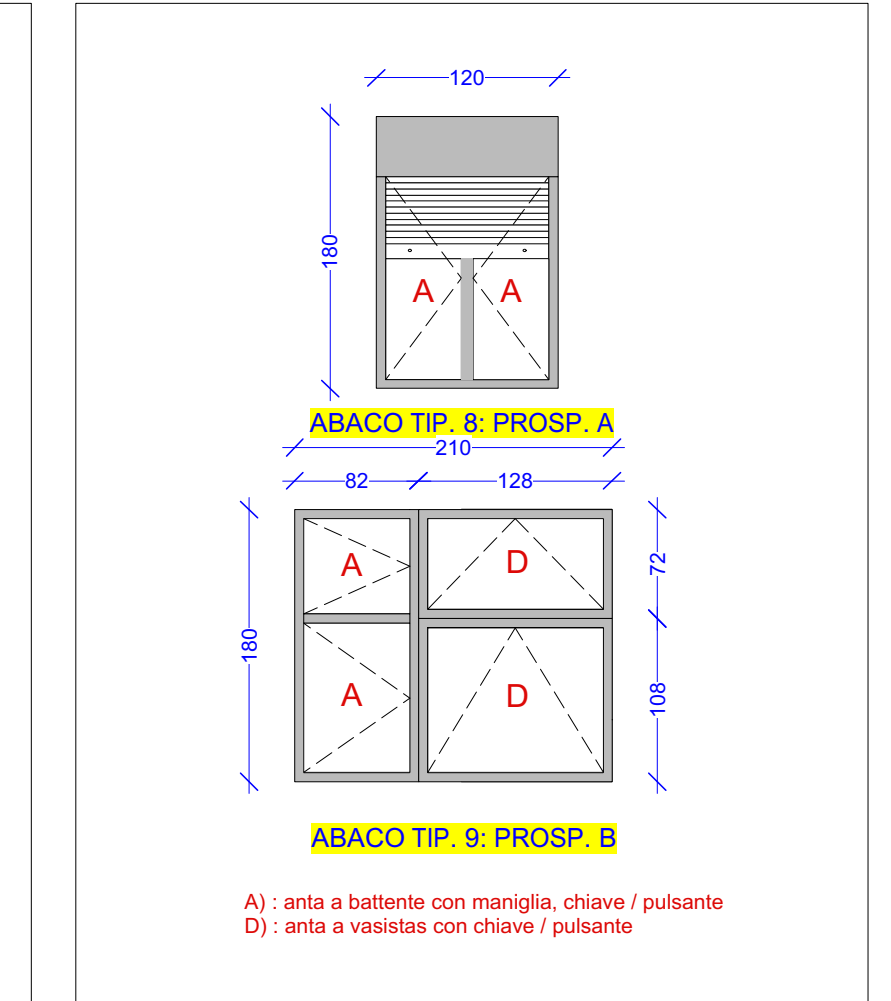 120
180
A A
ABACO TIP. 8: PROSP. A
210
82 128
A D
72
180
A D
108
ABACO TIP. 9: PROSP. B
A) : anta a battente con maniglia, chiave / pulsante
D) : anta a vasistas con chiave / pulsante